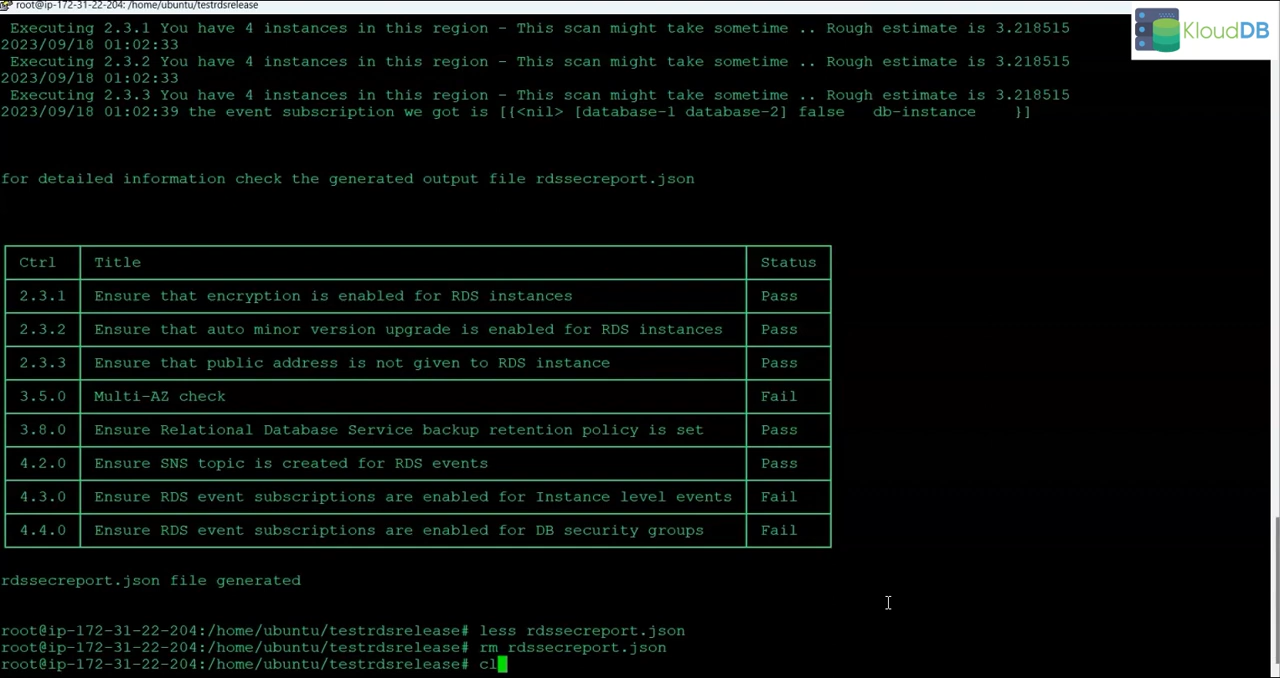 root@ip-172-31-22-204: /home/ubuntu/testrdsrelease
KloudDB
Executing 2.3.1 You have 4 instances in this region - This scan might take sometime .. Rough estimate is 3.218515
2023/09/18 01:02:33
Executing 2.3.2 You have 4 instances in this region - This scan might take sometime .. Rough estimate is 3.218515
2023/09/18 01:02:33
Executing 2.3.3 You have 4 instances in this region - This scan might take sometime .. Rough estimate is 3.218515
2023/09/18 01:02:39 the event subscription we got is [{<nil> [database-1 database-2] false   db-instance    }]
for detailed information check the generated output file rdssecreport.json
Ctrl Title Status
2.3.1 Ensure that encryption is enabled for RDS instances Pass
2.3.2 Ensure that auto minor version upgrade is enabled for RDS instances Pass
2.3.3 Ensure that public address is not given to RDS instance Pass
3.5.0 Multi-AZ check Fail
3.8.0 Ensure Relational Database Service backup retention policy is set Pass
4.2.0 Ensure SNS topic is created for RDS events Pass
4.3.0 Ensure RDS event subscriptions are enabled for Instance level events Fail
4.4.0 Ensure RDS event subscriptions are enabled for DB security groups Fail
rdssecreport.json file generated
root@ip-172-31-22-204:/home/ubuntu/testrdsrelease# less rdssecreport.json
root@ip-172-31-22-204:/home/ubuntu/testrdsrelease# rm rdssecreport.json
root@ip-172-31-22-204:/home/ubuntu/testrdsrelease# cl